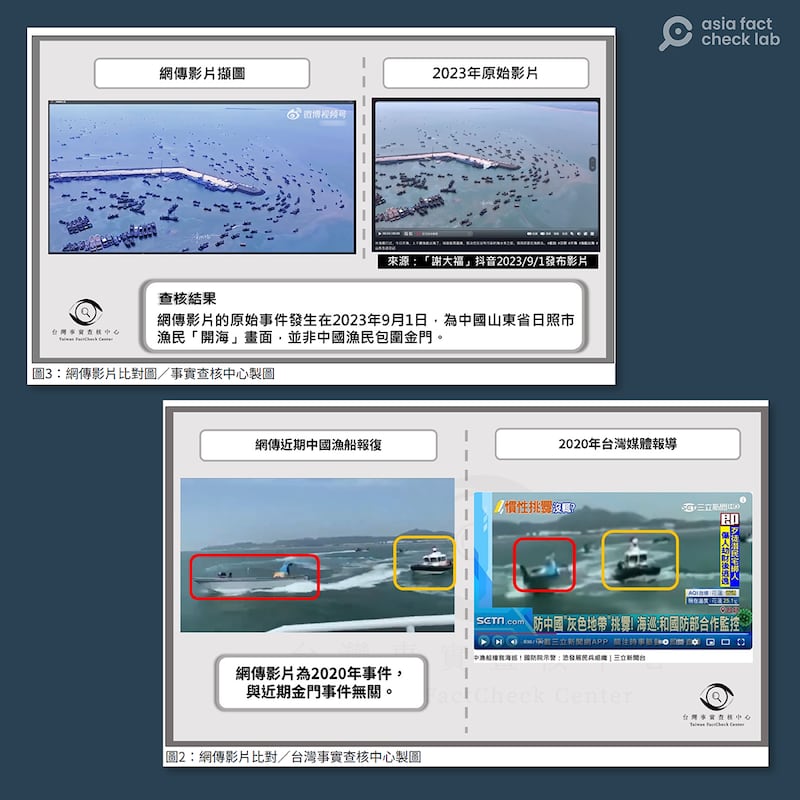 asia fact
check lab
網傳影片擷圖
2023年原始影片
微博视频号
來源：「謝大福」抖音2023/9/1發布影片
查核結果
網傳影片的原始事件發生在2023年9月1日，為中國山東省日照市
漁民「開海」畫面，並非中國漁民包圍金門。
台灣事實查核中心
Taiwan FactCheck Center
圖3：網傳影片比對圖／事實查核中心製圖
網傳近期中國漁船報復
2020年台灣媒體報導
慣性挑釁沒轍?
SET三立新聞網
SETN.com
防中國"灰色地帶"挑釁! 海巡:和國防部合作監控
中漁船撞我海巡！國防院示警：恐發展民兵組織｜三立新聞台
網傳影片為2020年事件，
與近期金門事件無關。
台灣事實查核中心
Taiwan FactCheck Center
圖2：網傳影片比對／台灣事實查核中心製圖